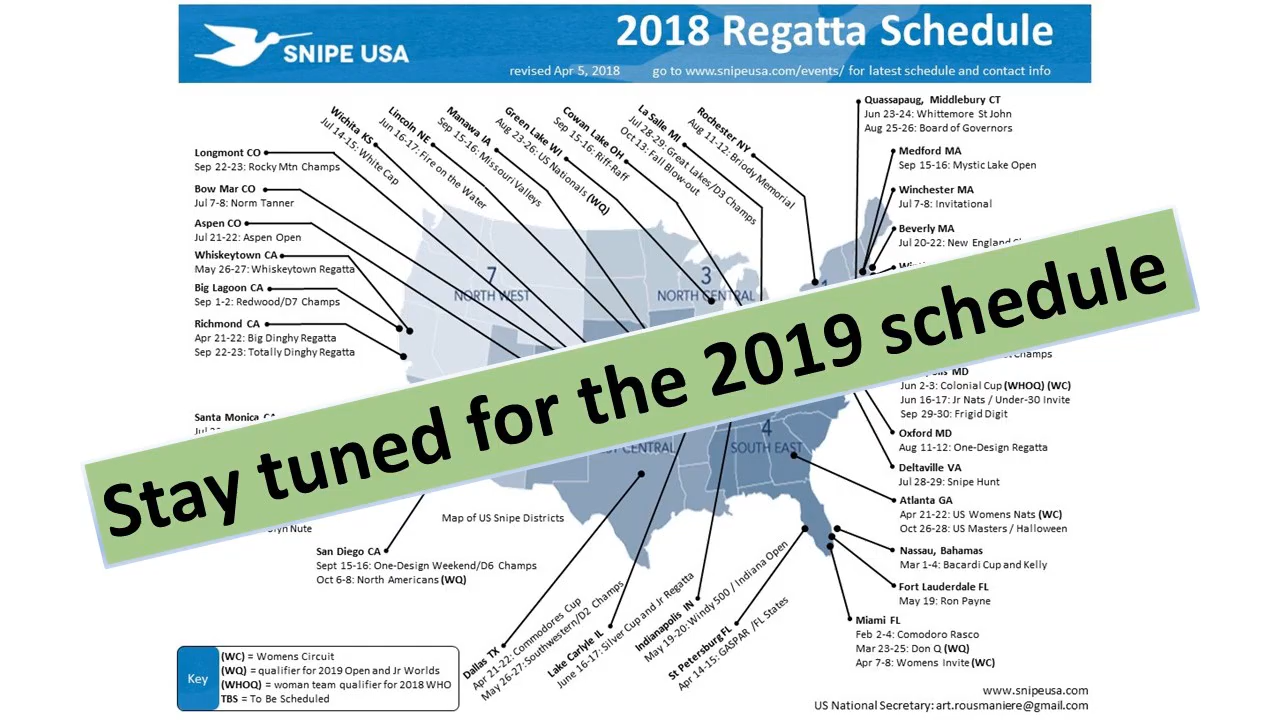 SNIPE USA
2018 Regatta Schedule
revised Apr 5, 2018 go to www.snipeusa.com/events/ for latest schedule and contact info
Longmont CO
Sep 22-23: Rocky Mtn Champs
Bow Mar CO
Jul 7-8: Norm Tanner
Aspen CO
Jul 21-22: Aspen Open
Whiskeytown CA
May 26-27: Whiskeytown Regatta
Big Lagoon CA
Sep 1-2: Redwood/D7 Champs
Richmond CA
Apr 21-22: Big Dinghy Regatta
Sep 22-23: Totally Dinghy Regatta
Santa Monica CA
Wichita KS
Jul 14-15: White Cap
Lincoln NE
Jun 16-17: Fire on the Water
Manawa IA
Sep 15-16: Missouri Valleys
Green Lake WI
Aug 23-26: US Nationals (WQ)
Cowan Lake OH
Sep 15-16: Riff-Raff
La Salle MI
Jul 28-29: Great Lakes/D3 Champs
Oct 13: Fall Blow-out
Rochester NY
Aug 11-12: Briody Memorial
Quassapaug, Middlebury CT
Jun 23-24: Whittemore St John
Aug 25-26: Board of Governors
Medford MA
Sep 15-16: Mystic Lake Open
Winchester MA
Jul 7-8: Invitational
Beverly MA
Jul 20-22: New England
7
NORTH WEST
3
NORTH CENTRAL
1
Stay tuned for the 2019 schedule
Champs
MD
Jun 2-3: Colonial Cup (WHOQ) (WC)
Jun 16-17: Jr Nats / Under-30 Invite
Sep 29-30: Frigid Digit
Oxford MD
Aug 11-12: One-Design Regatta
Deltaville VA
Jul 28-29: Snipe Hunt
Atlanta GA
Apr 21-22: US Womens Nats (WC)
Oct 26-28: US Masters / Halloween
Nassau, Bahamas
Mar 1-4: Bacardi Cup and Kelly
Fort Lauderdale FL
May 19: Ron Payne
Miami FL
Feb 2-4: Comodoro Rasco
Mar 23-25: Don Q (WQ)
Apr 7-8: Womens Invite (WC)
CENTRAL
4
SOUTH EAST
Nute
Map of US Snipe Districts
San Diego CA
Sept 15-16: One-Design Weekend/D6 Champs
Oct 6-8: North Americans (WQ)
Dallas TX
Apr 21-22: Commodores Cup
May 26-27: Southwestern/D2 Champs
Lake Carlyle IL
June 16-17: Silver Cup and Jr Regatta
Indianapolis IN
May 19-20: Windy 500 / Indiana Open
St Petersburg FL
Apr 14-15: GASPAR /FL States
Key
(WC) = Womens Circuit
(WQ) = qualifier for 2019 Open and Jr Worlds
(WHOQ) = woman team qualifier for 2018 WHO
TBS = To Be Scheduled
www.snipeusa.com
US National Secretary: art.rousmaniere@gmail.com